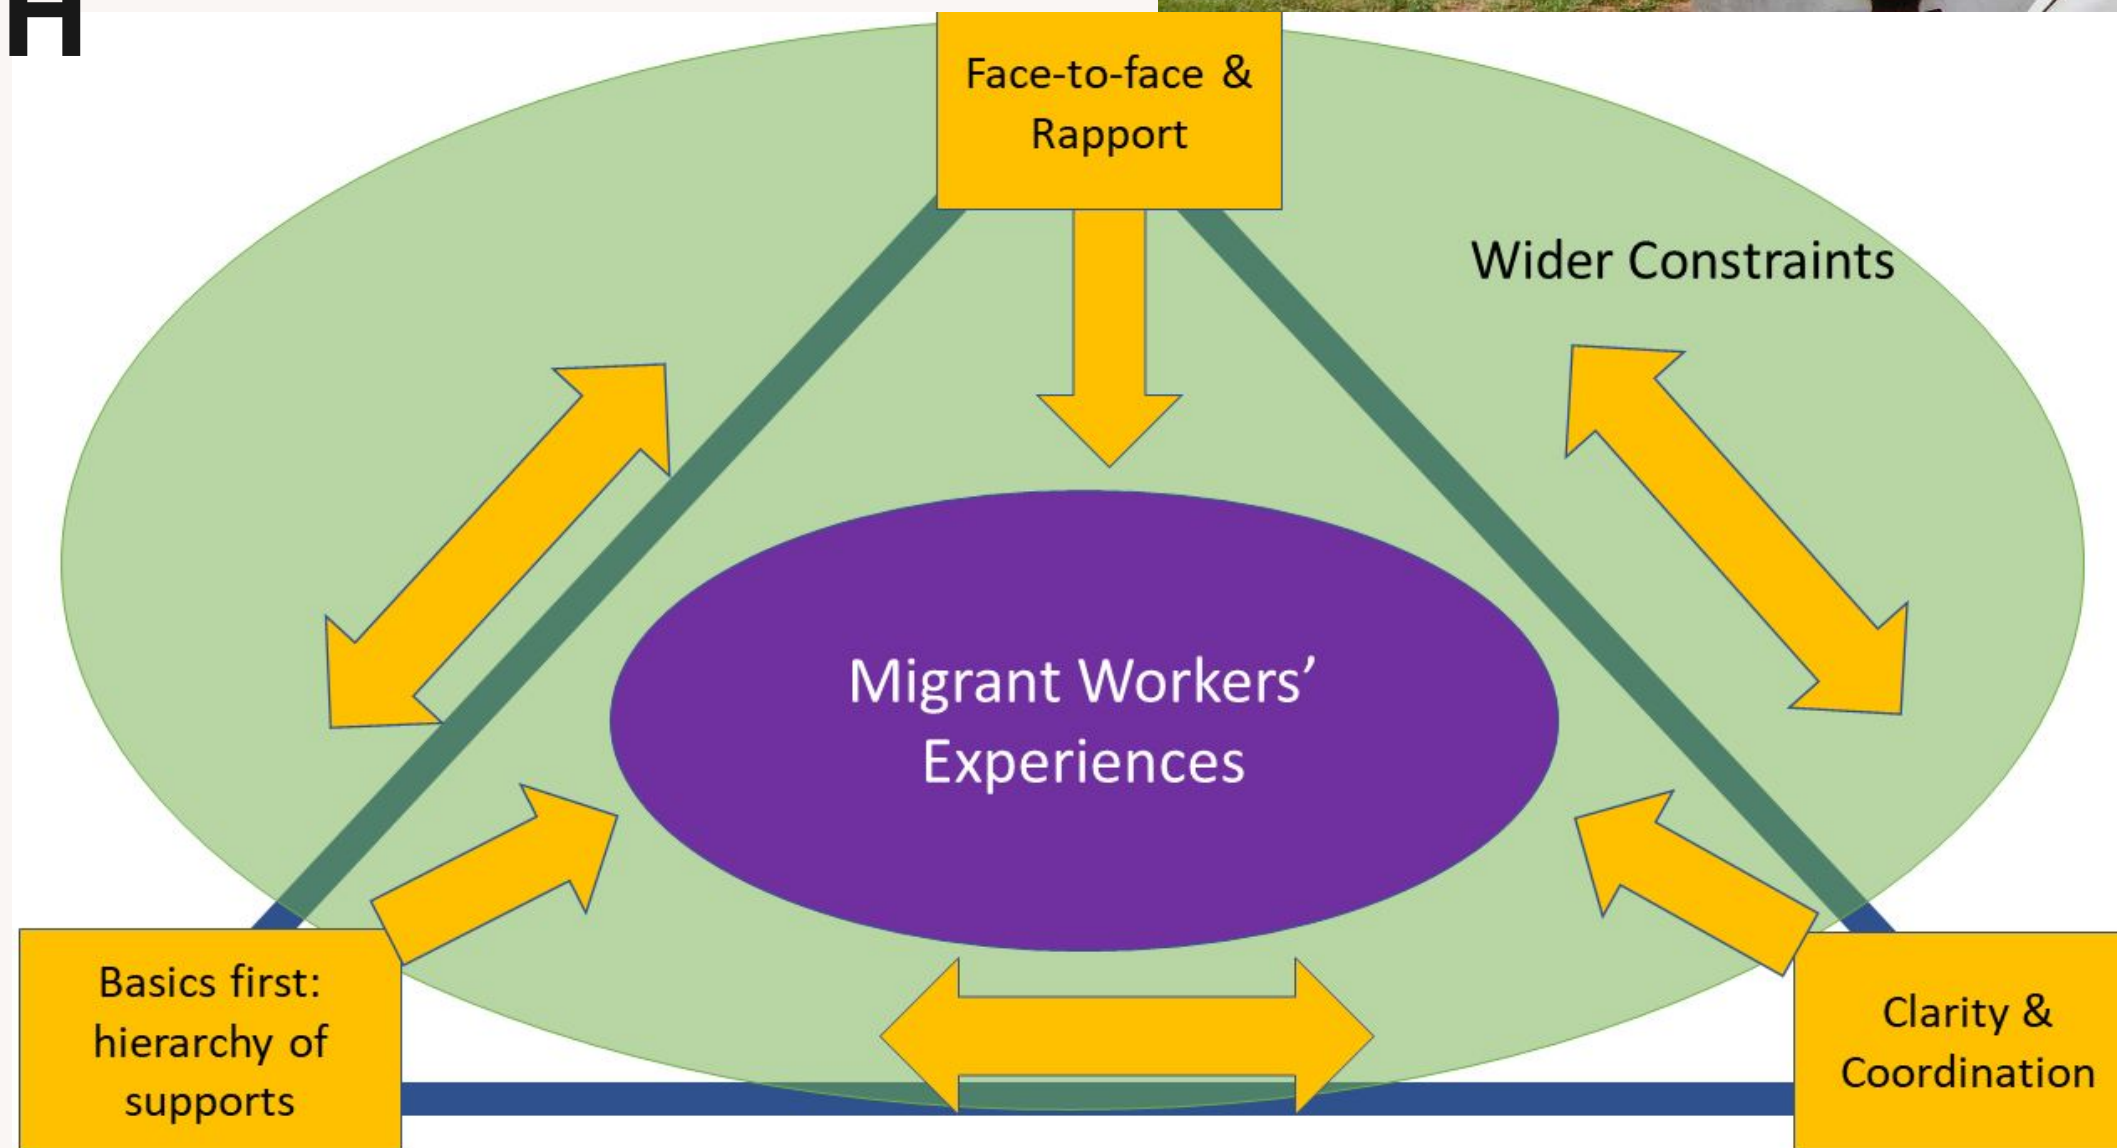 H
Face-to-face &
Rapport
Wider Constraints
Migrant Workers’
Experiences
Basics first:
hierarchy of
supports
Clarity &
Coordination